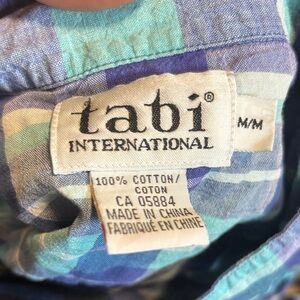 tabi®
INTERNATIONAL
M/M
100% COTTON/
COTON
CA 05884
MADE IN CHINA
FABRIQUÉ EN CHINE